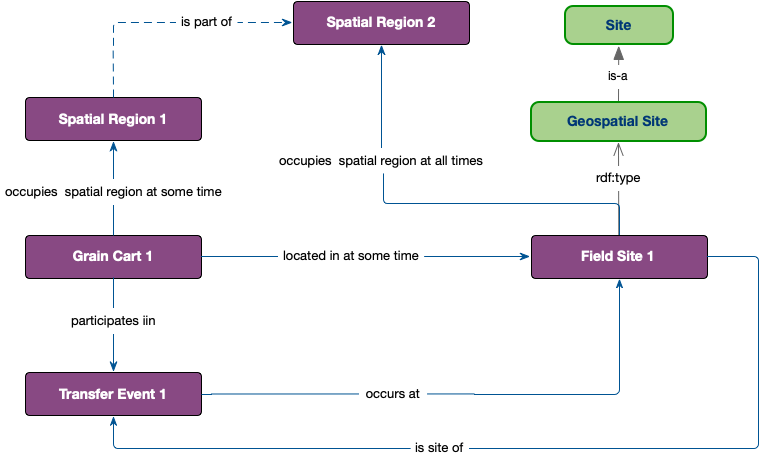 is part of
Spatial Region 2
Site
is-a
Spatial Region 1
Geospatial Site
occupies  spatial region at all times
rdf:type
occupies  spatial region at some time
Grain Cart 1
located in at some time
Field Site 1
participates iin
Transfer Event 1
occurs at
is site of